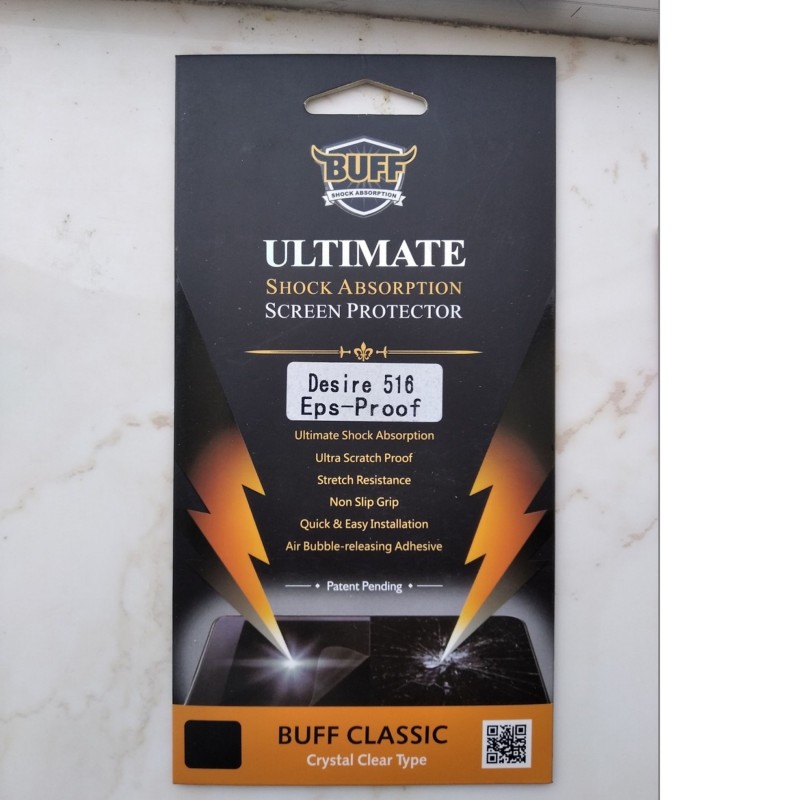 BUFF
SHOCK ABSORPTION
ULTIMATE
SHOCK ABSORPTION
SCREEN PROTECTOR
Desire 516
Eps-Proof
Ultimate Shock Absorption
Ultra Scratch Proof
Stretch Resistance
Non Slip Grip
Quick & Easy Installation
Air Bubble-releasing Adhesive
Patent Pending
BUFF CLASSIC
Crystal Clear Type